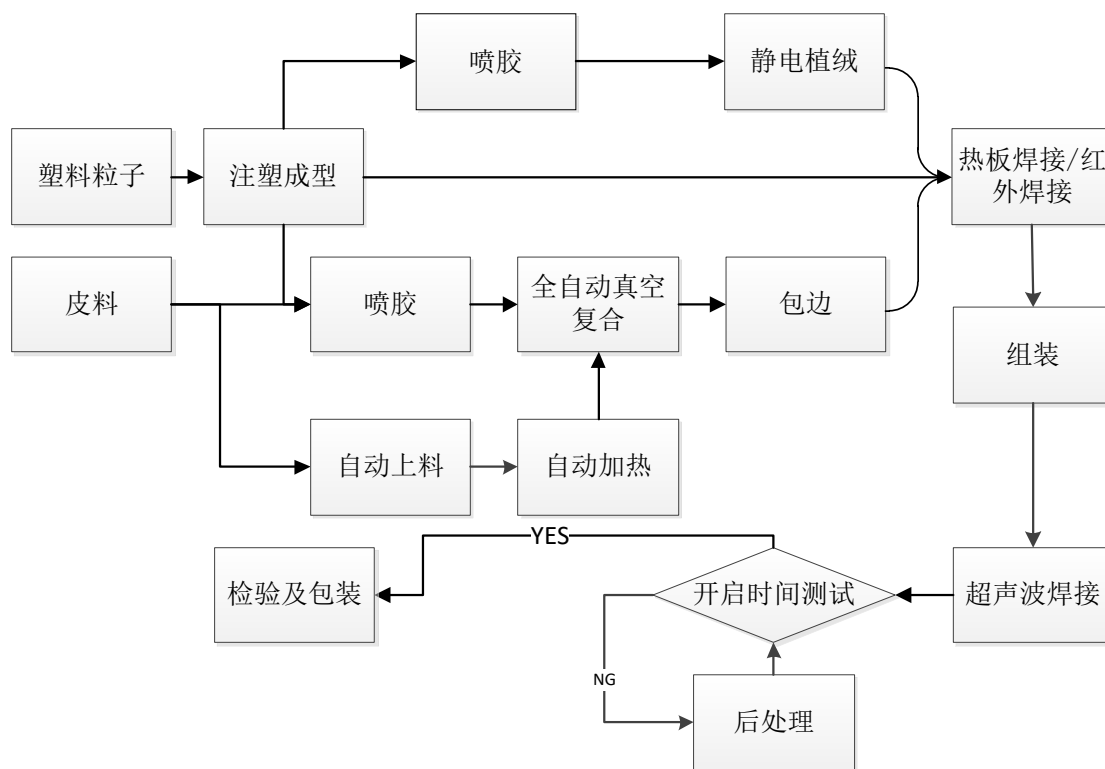 喷胶
静电植绒
塑料粒子
注塑成型
热板焊接/红
外焊接
皮料
喷胶
全自动真空
复合
包边
组装
自动上料
自动加热
YES
检验及包装
开启时间测试
超声波焊接
NG
后处理